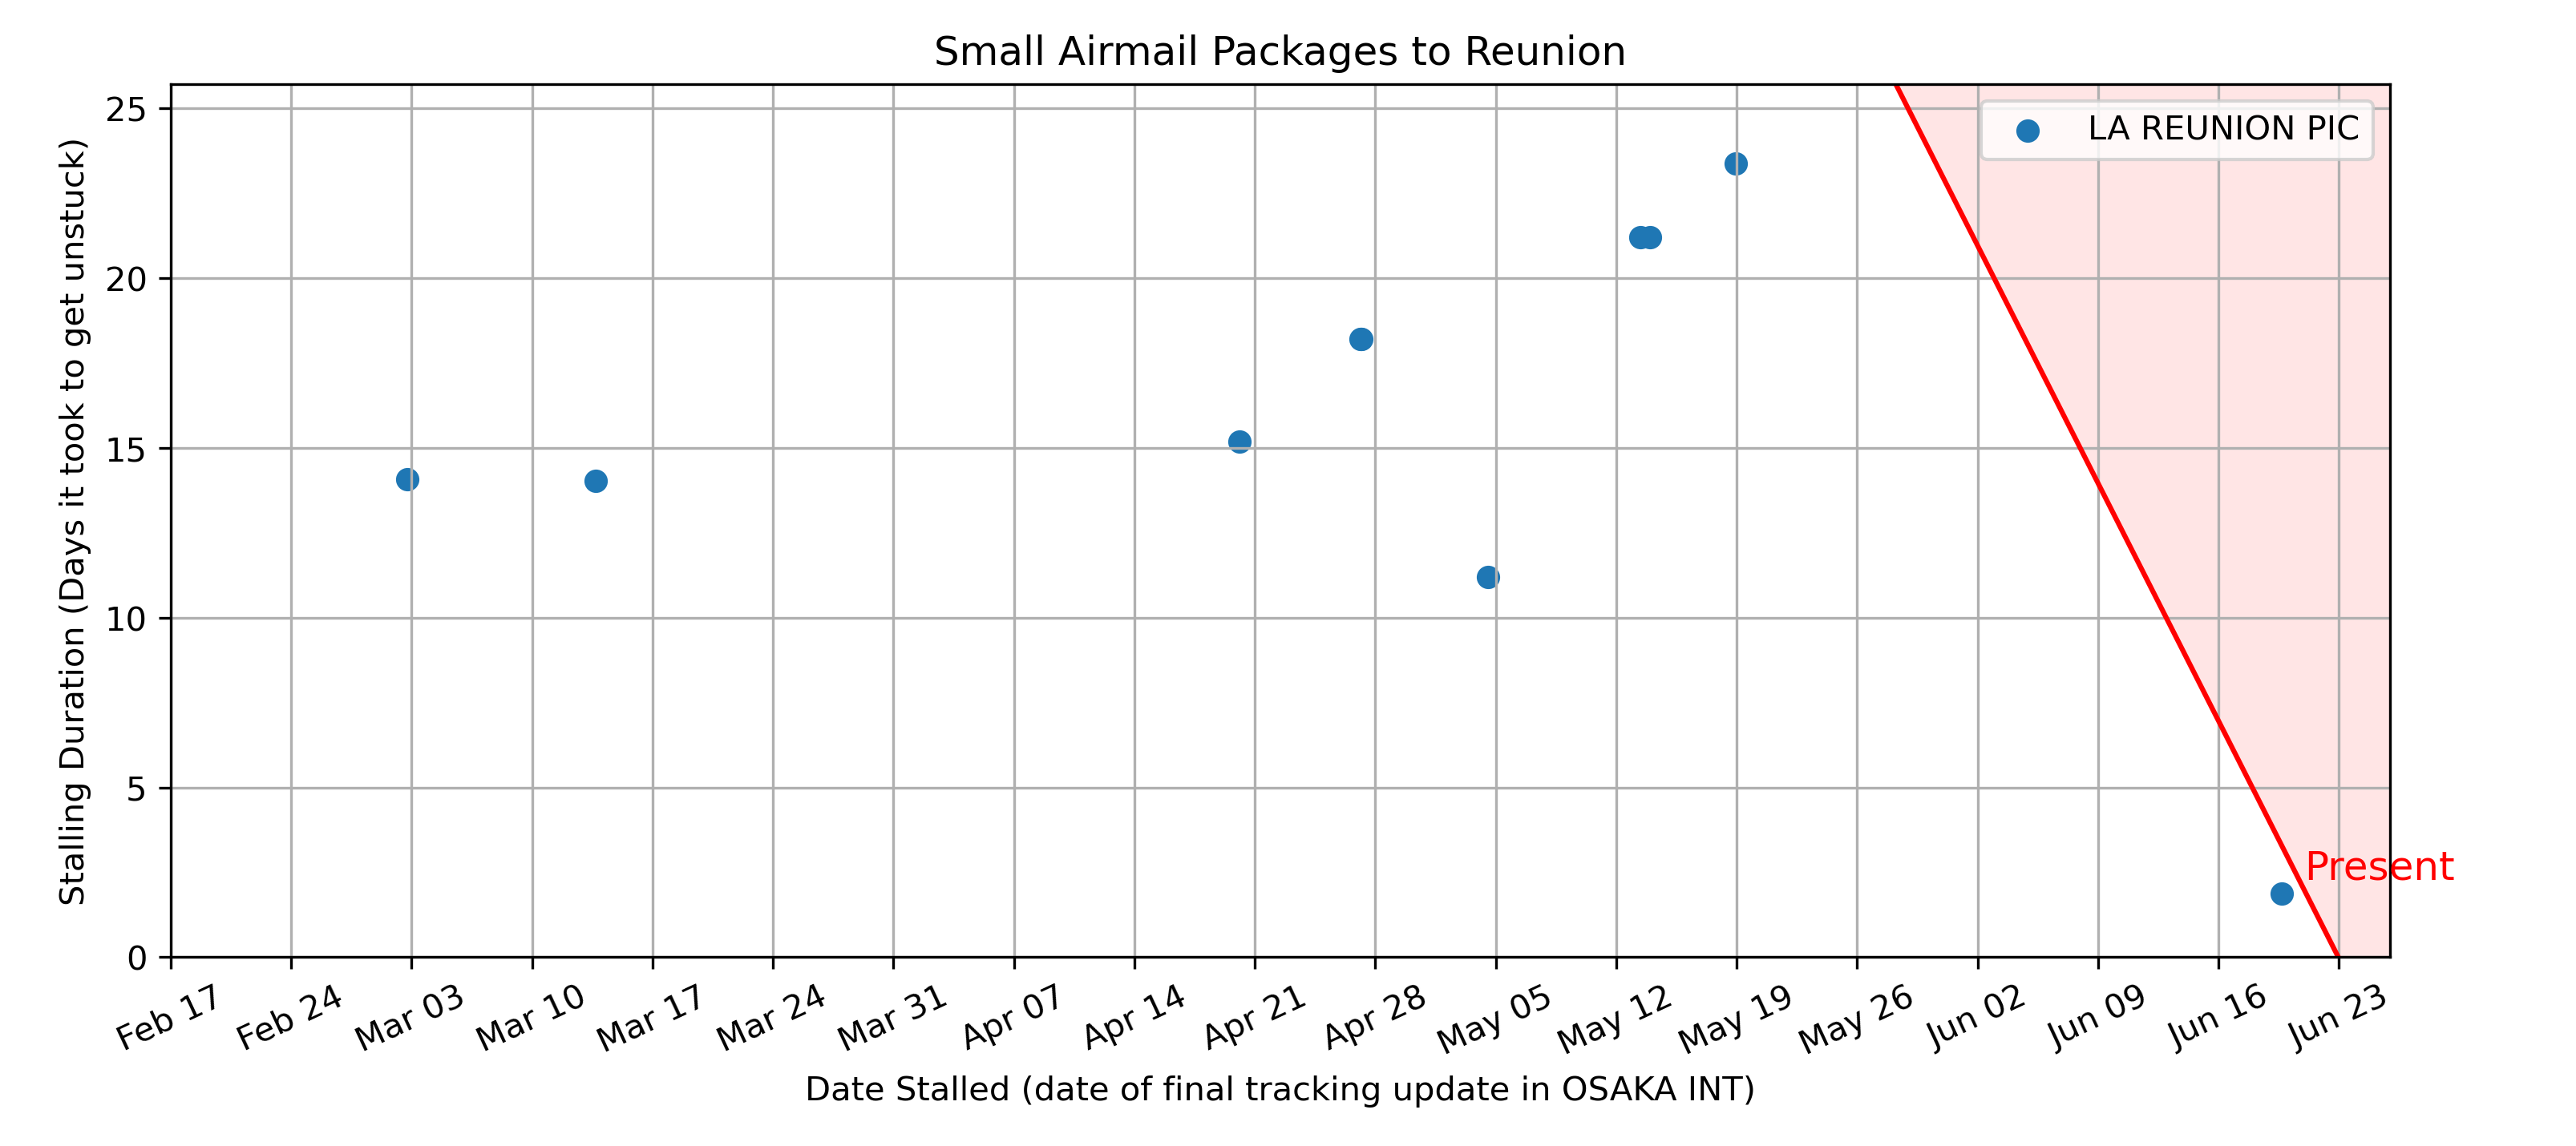 Small Airmail Packages to Reunion
LA REUNION PIC
Stalling Duration (Days it took to get unstuck)
25
20
15
10
5
0
Present
Feb 17
Feb 24
Mar 03
Mar 10
Mar 17
Mar 24
Mar 31
Apr 07
Apr 14
Apr 21
Apr 28
May 05
May 12
May 19
May 26
Jun 02
Jun 09
Jun 16
Jun 23
Date Stalled (date of final tracking update in OSAKA INT)